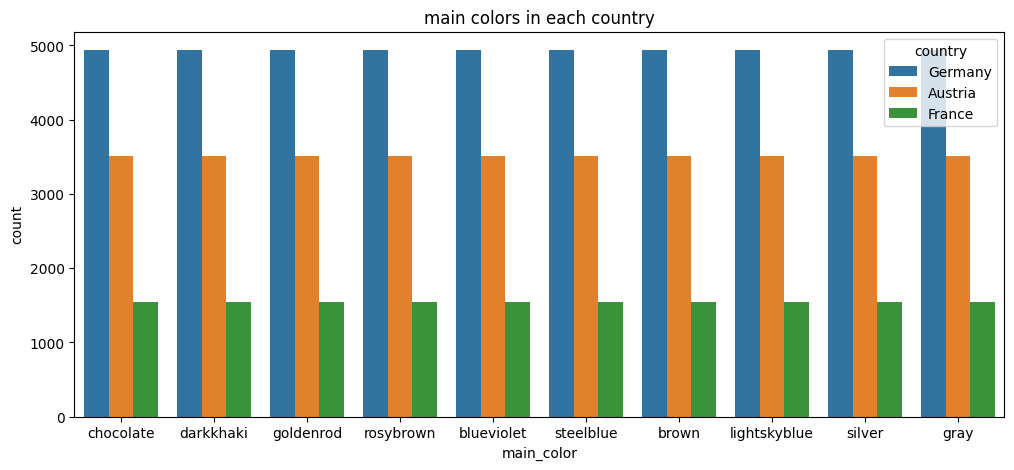 main colors in each country
country
Germany
Austria
France
5000
4000
3000
2000
1000
0
count
chocolate darkkhaki goldenrod rosybrown blueviolet steelblue brown lightskyblue silver gray
main_color